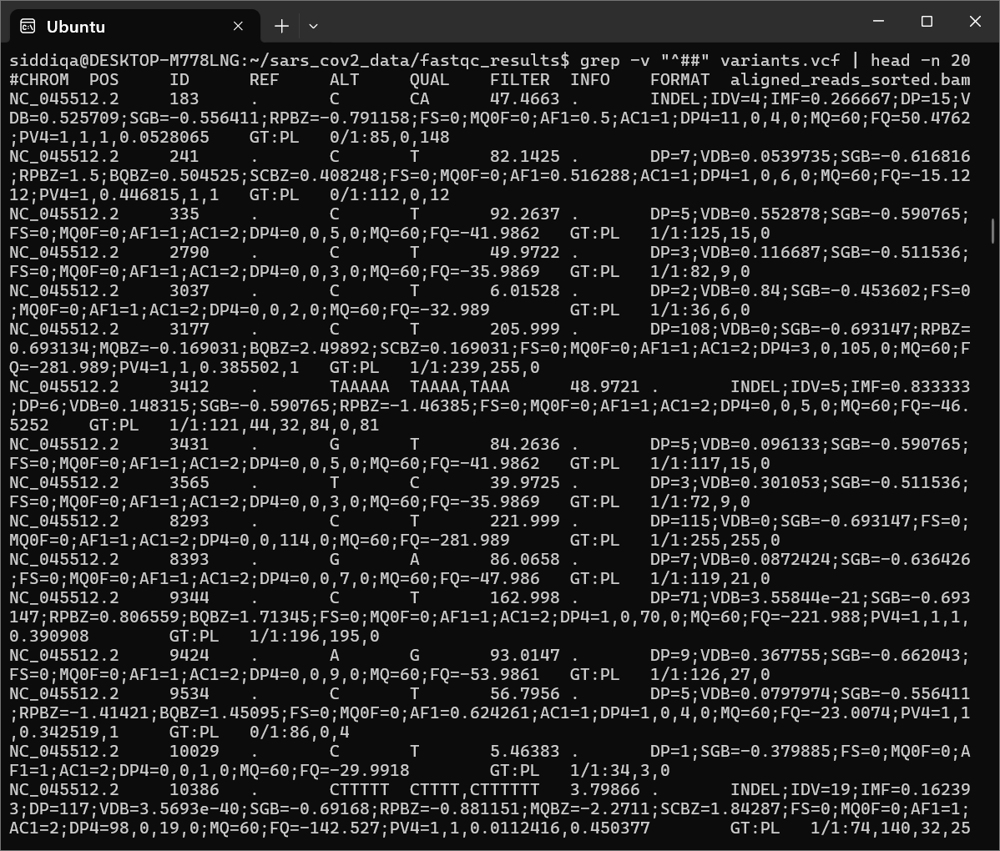 Ubuntu
siddiqa@DESKTOP-M778LNG:~/sars_cov2_data/fastqc_results$ grep -v "^##" variants.vcf | head -n 20
#CHROM  POS     ID      REF     ALT     QUAL    FILTER  INFO    FORMAT  aligned_reads_sorted.bam
NC_045512.2     183     .       C       CA      47.4663 .       INDEL;IDV=4;IMF=0.266667;DP=15;V
DB=0.525709;SGB=-0.556411;RPBZ=-0.791158;FS=0;MQ0F=0;AF1=0.5;AC1=1;DP4=11,0,4,0;MQ=60;FQ=50.4762
;PV4=1,1,1,0.0528065    GT:PL   0/1:85,0,148
NC_045512.2     241     .       C       T       82.1425 .       DP=7;VDB=0.0539735;SGB=-0.616816
;RPBZ=1.5;BQBZ=0.504525;SCBZ=0.408248;FS=0;MQ0F=0;AF1=0.516288;AC1=1;DP4=1,0,6,0;MQ=60;FQ=-15.12
12;PV4=1,0.446815,1,1   GT:PL   0/1:112,0,12
NC_045512.2     335     .       C       T       92.2637 .       DP=5;VDB=0.552878;SGB=-0.590765;
FS=0;MQ0F=0;AF1=1;AC1=2;DP4=0,0,5,0;MQ=60;FQ=-41.9862   GT:PL   1/1:125,15,0
NC_045512.2     2790    .       C       T       49.9722 .       DP=3;VDB=0.116687;SGB=-0.511536;
FS=0;MQ0F=0;AF1=1;AC1=2;DP4=0,0,3,0;MQ=60;FQ=-35.9869   GT:PL   1/1:82,9,0
NC_045512.2     3037    .       C       T       6.01528 .       DP=2;VDB=0.84;SGB=-0.453602;FS=0
;MQ0F=0;AF1=1;AC1=2;DP4=0,0,2,0;MQ=60;FQ=-32.989        GT:PL   1/1:36,6,0
NC_045512.2     3177    .       C       T       205.999 .       DP=108;VDB=0;SGB=-0.693147;RPBZ=
0.693134;MQBZ=-0.169031;BQBZ=2.49892;SCBZ=0.169031;FS=0;MQ0F=0;AF1=1;AC1=2;DP4=3,0,105,0;MQ=60;F
Q=-281.989;PV4=1,1,0.385502,1   GT:PL   1/1:239,255,0
NC_045512.2     3412    .       TAAAAA  TAAAA,TAAA      48.9721 .       INDEL;IDV=5;IMF=0.833333
;DP=6;VDB=0.148315;SGB=-0.590765;RPBZ=-1.46385;FS=0;MQ0F=0;AF1=1;AC1=2;DP4=0,0,5,0;MQ=60;FQ=-46.
5252    GT:PL   1/1:121,44,32,84,0,81
NC_045512.2     3431    .       G       T       84.2636 .       DP=5;VDB=0.096133;SGB=-0.590765;
FS=0;MQ0F=0;AF1=1;AC1=2;DP4=0,0,5,0;MQ=60;FQ=-41.9862   GT:PL   1/1:117,15,0
NC_045512.2     3565    .       T       C       39.9725 .       DP=3;VDB=0.301053;SGB=-0.511536;
FS=0;MQ0F=0;AF1=1;AC1=2;DP4=0,0,3,0;MQ=60;FQ=-35.9869   GT:PL   1/1:72,9,0
NC_045512.2     8293    .       C       T       221.999 .       DP=115;VDB=0;SGB=-0.693147;FS=0;
MQ0F=0;AF1=1;AC1=2;DP4=0,0,114,0;MQ=60;FQ=-281.989      GT:PL   1/1:255,255,0
NC_045512.2     8393    .       G       A       86.0658 .       DP=7;VDB=0.0872424;SGB=-0.636426
;FS=0;MQ0F=0;AF1=1;AC1=2;DP4=0,0,7,0;MQ=60;FQ=-47.986   GT:PL   1/1:119,21,0
NC_045512.2     9344    .       C       T       162.998 .       DP=71;VDB=3.55844e-21;SGB=-0.693
147;RPBZ=0.806559;BQBZ=1.71345;FS=0;MQ0F=0;AF1=1;AC1=2;DP4=1,0,70,0;MQ=60;FQ=-221.988;PV4=1,1,1,
0.390908        GT:PL   1/1:196,195,0
NC_045512.2     9424    .       A       G       93.0147 .       DP=9;VDB=0.367755;SGB=-0.662043;
FS=0;MQ0F=0;AF1=1;AC1=2;DP4=0,0,9,0;MQ=60;FQ=-53.9861   GT:PL   1/1:126,27,0
NC_045512.2     9534    .       C       T       56.7956 .       DP=5;VDB=0.0797974;SGB=-0.556411
;RPBZ=-1.41421;BQBZ=1.45095;FS=0;MQ0F=0;AF1=0.624261;AC1=1;DP4=1,0,4,0;MQ=60;FQ=-23.0074;PV4=1,1
,0.342519,1     GT:PL   0/1:86,0,4
NC_045512.2     10029   .       C       T       5.46383 .       DP=1;SGB=-0.379885;FS=0;MQ0F=0;A
F1=1;AC1=2;DP4=0,0,1,0;MQ=60;FQ=-29.9918        GT:PL   1/1:34,3,0
NC_045512.2     10386   .       CTTTTT  CTTTT,CTTTTTT   3.79866 .       INDEL;IDV=19;IMF=0.16239
3;DP=117;VDB=3.5693e-40;SGB=-0.69168;RPBZ=-0.881151;MQBZ=-2.2711;SCBZ=1.84287;FS=0;MQ0F=0;AF1=1;
AC1=2;DP4=98,0,19,0;MQ=60;FQ=-142.527;PV4=1,1,0.0112416,0.450377        GT:PL   1/1:74,140,32,25